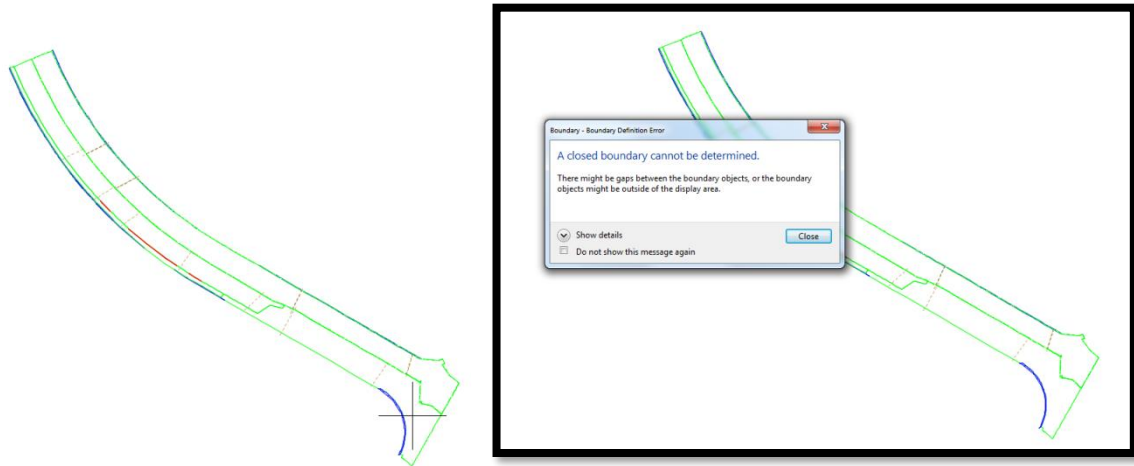 Boundary - Boundary Definition Error
A closed boundary cannot be determined.
There might be gaps between the boundary objects, or the boundary
objects might be outside of the display area.
Show details
Close
Do not show this message again